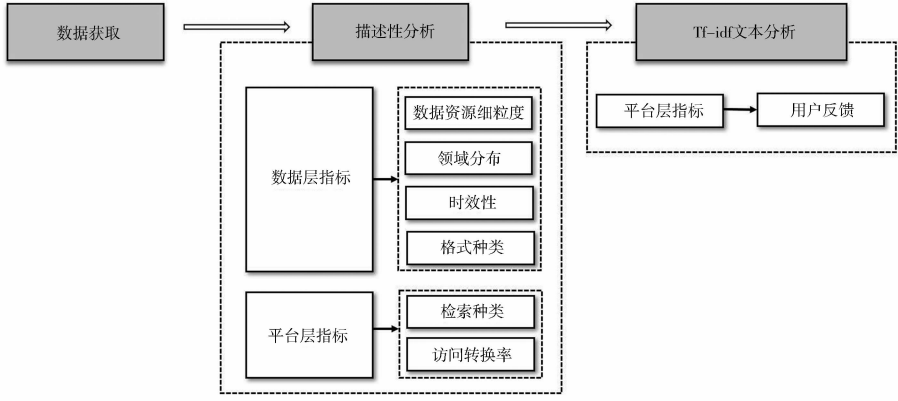 数据获取
描述性分析
Tf-idf文本分析
数据层指标
数据资源细粒度
领域分布
时效性
格式种类
平台层指标
检索种类
访问转换率
平台层指标
用户反馈